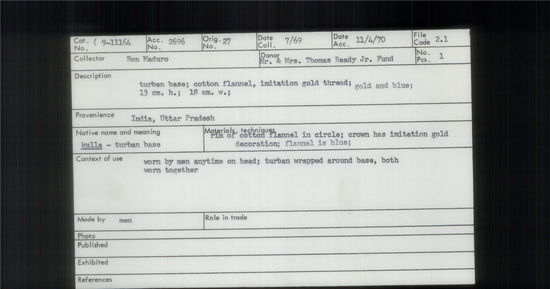 Cat. No. ( 9-11164 Acc. No. 2696 Orig. No. 27 Date Coll. 7/69 Date Acc. 11/4/70 File Code 2.1
Collector Ron Maduro Donor Mr. & Mrs. Thomas Ready Jr. Fund No. Pcs. 1
Description
turban base; cotton flannel, imitation gold thread; gold and blue;
13 cm. h.; 18 cm. w.;
Provenience India, Uttar Pradesh
Native name and meaning
kulla - turban base
Materials, techniques
rim of cotton flannel in circle; crown has imitation gold
decoration; flannel is blue;
Context of use worn by men anytime on head; turban wrapped around base, both
worn together
Made by men Role in trade
Photo
Published
Exhibited
References